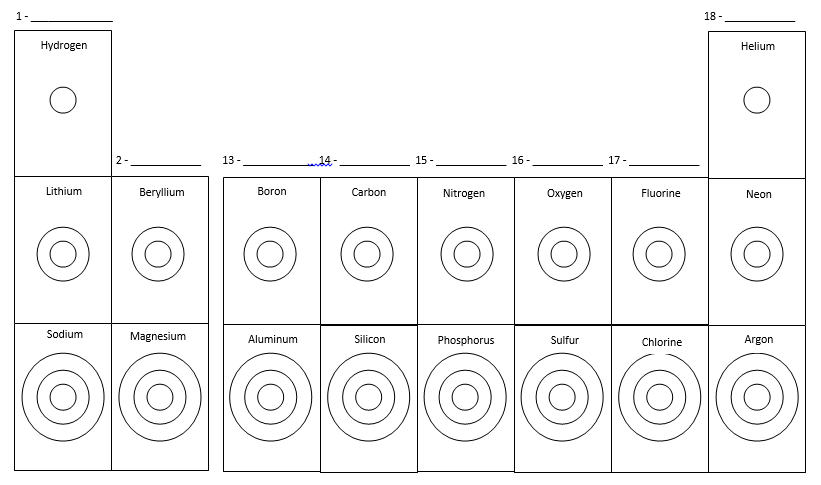 1 - ______________ 18 - ____________
Hydrogen Helium
2 - ____________ 13 - ____________ 14 - ____________ 15 - ____________ 16 - ____________ 17 - ____________
Lithium Beryllium Boron Carbon Nitrogen Oxygen Fluorine Neon
Sodium Magnesium Aluminum Silicon Phosphorus Sulfur Chlorine Argon